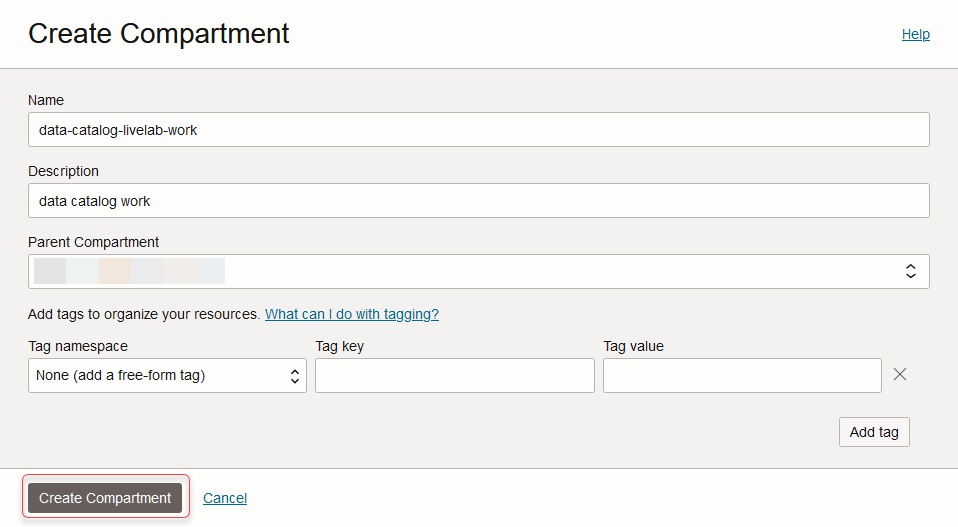 Create Compartment
Help
Name
data-catalog-livelab-work
Description
data catalog work
Parent Compartment
Add tags to organize your resources. What can I do with tagging?
Tag namespace Tag key Tag value
None (add a free-form tag)
Add tag
Create Compartment Cancel